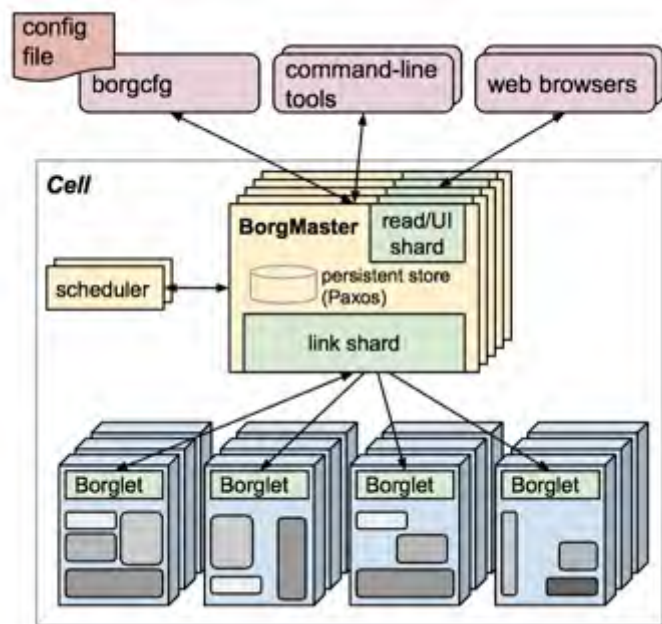 config
file
borgcfg
command-line
tools
web browsers
Cell
BorgMaster
read/UI
shard
persistent store
(Paxos)
scheduler
link shard
Borglet
Borglet
Borglet
Borglet